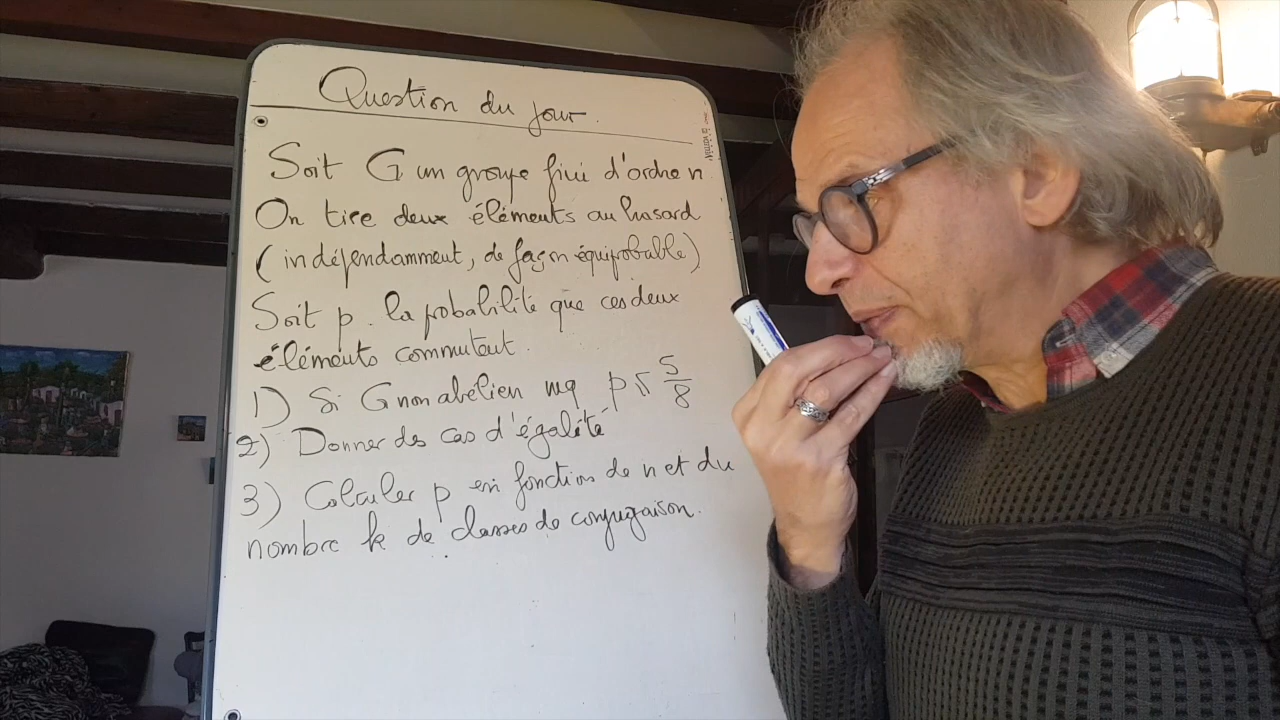 Question du jour.
Soit G un groupe fini d'ordre n
On tire deux éléments au hasard
(indépendamment, de façon équiprobable)
Soit p. la probabilité que ces deux
éléments commutent.
1) Si G non abélien mq p ≤ 5/8
2) Donner des cas d'égalité
3) Calculer p en fonction de n et du
nombre k de classes de conjugaison.